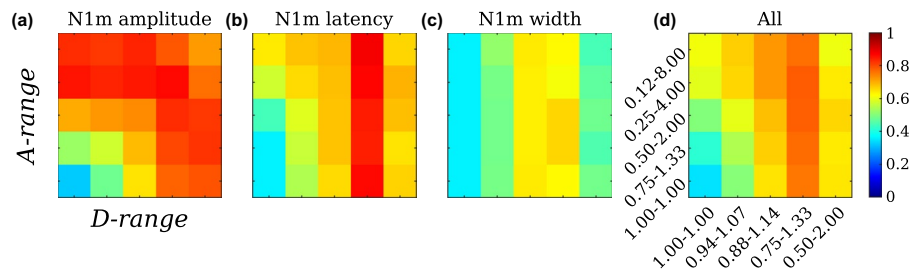 (a) N1m amplitude
(b) N1m latency
(c) N1m width
(d) All
A-range
D-range
0.12-8.00
0.25-4.00
0.50-2.00
0.75-1.33
1.00-1.00
1.00-1.00
0.94-1.07
0.88-1.14
0.75-1.33
0.50-2.00
1
0.8
0.6
0.4
0.2
0